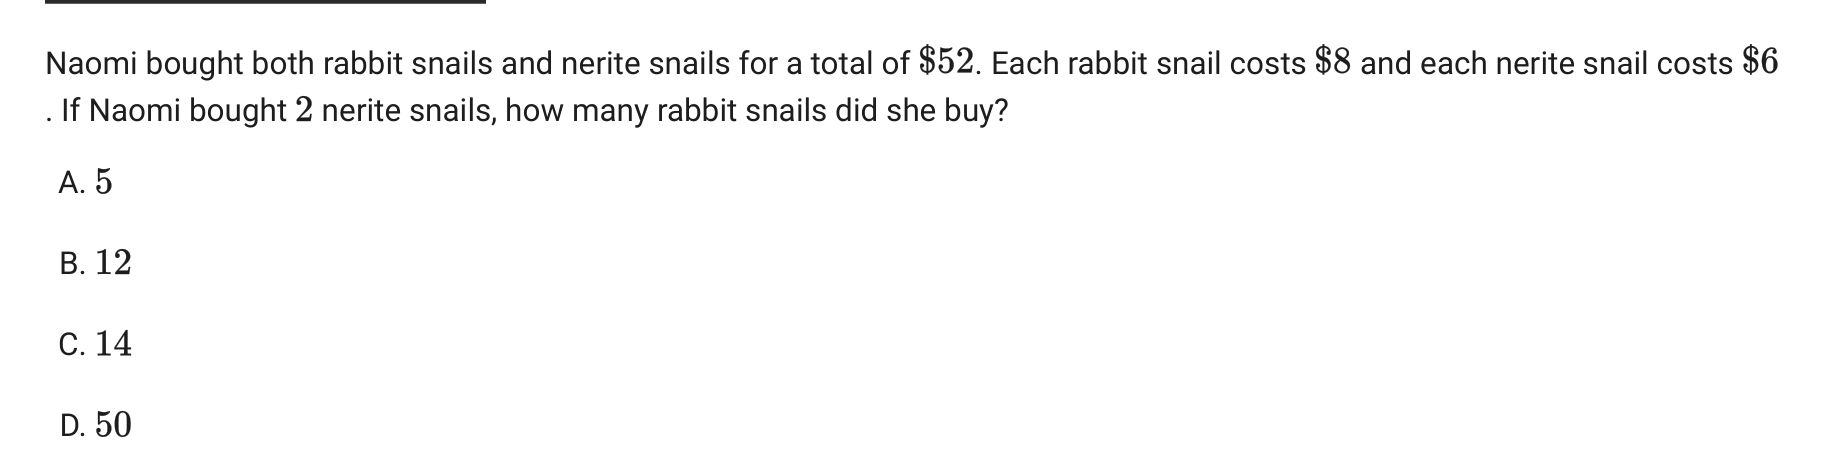 Naomi bought both rabbit snails and nerite snails for a total of $52. Each rabbit snail costs $8 and each nerite snail costs $6
. If Naomi bought 2 nerite snails, how many rabbit snails did she buy?
A. 5
B. 12
C. 14
D. 50